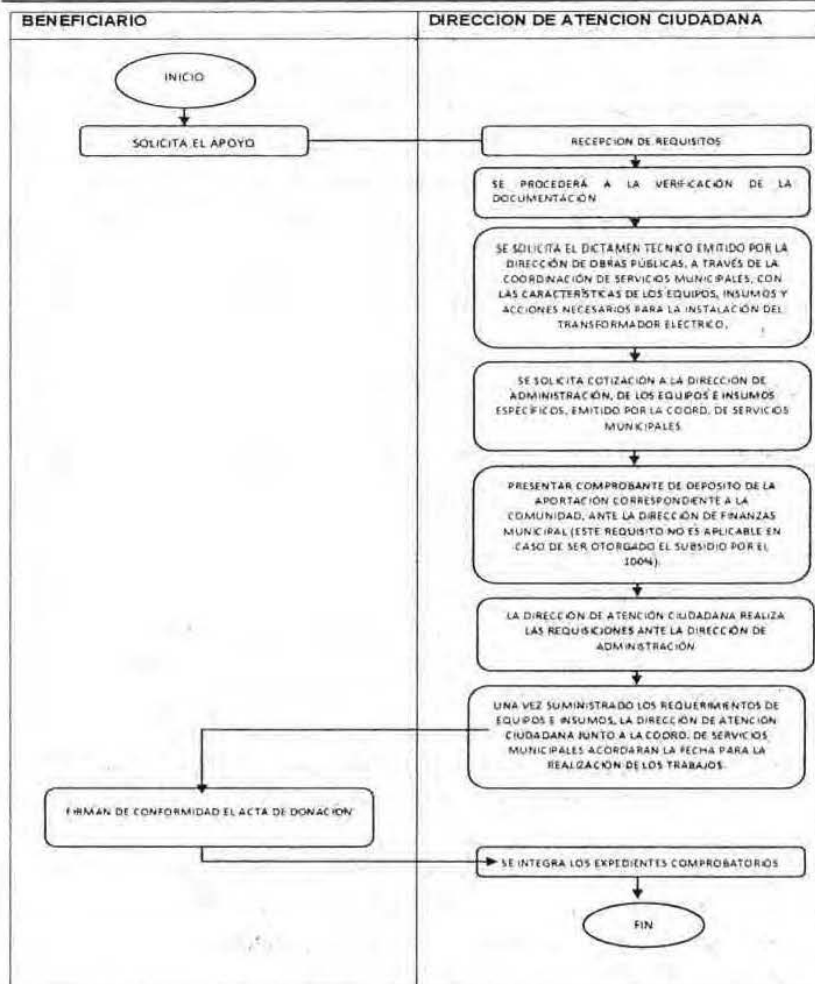 BENEFICIARIO
DIRECCION DE ATENCION CIUDADANA
INICIO
SOLICITA EL APOYO
RECEPCION DE REQUISITOS
SE PROCEDERÁ A LA VERIFICACIÓN DE LA
DOCUMENTACIÓN
SE SOLICITA EL DICTAMEN TECNICO EMITIDO POR LA
DIRECCIÓN DE OBRAS PÚBLICAS, A TRAVÉS DE LA
COORDINACIÓN DE SERVICIOS MUNICIPALES, CON
LAS CARACTERÍSTICAS DE LOS EQUIPOS, INSUMOS Y
ACCIONES NECESARIOS PARA LA INSTALACIÓN DEL
TRANSFORMADOR ELECTRICO.
SE SOLICITA COTIZACIÓN A LA DIRECCIÓN DE
ADMINISTRACIÓN, DE LOS EQUIPOS E INSUMOS
ESPECÍFICOS, EMITIDO POR LA COORD. DE SERVICIOS
MUNICIPALES
PRESENTAR COMPROBANTE DE DEPOSITO DE LA
APORTACIÓN CORRESPONDIENTE A LA
COMUNIDAD, ANTE LA DIRECCIÓN DE FINANZAS
MUNICIPAL (ESTE REQUISITO NO ES APLICABLE EN
CASO DE SER OTORGADO EL SUBSIDIO POR EL
100%).
LA DIRECCIÓN DE ATENCIÓN CIUDADANA REALIZA
LAS REQUISICIONES ANTE LA DIRECCIÓN DE
ADMINISTRACIÓN
UNA VEZ SUMINISTRADO LOS REQUERIMIENTOS DE
EQUIPOS E INSUMOS, LA DIRECCIÓN DE ATENCIÓN
CIUDADANA JUNTO A LA COORD. DE SERVICIOS
MUNICIPALES ACORDARAN LA FECHA PARA LA
REALIZACIÓN DE LOS TRABAJOS.
FIRMAN DE CONFORMIDAD EL ACTA DE DONACIÓN
SE INTEGRA LOS EXPEDIENTES COMPROBATORIOS
FIN